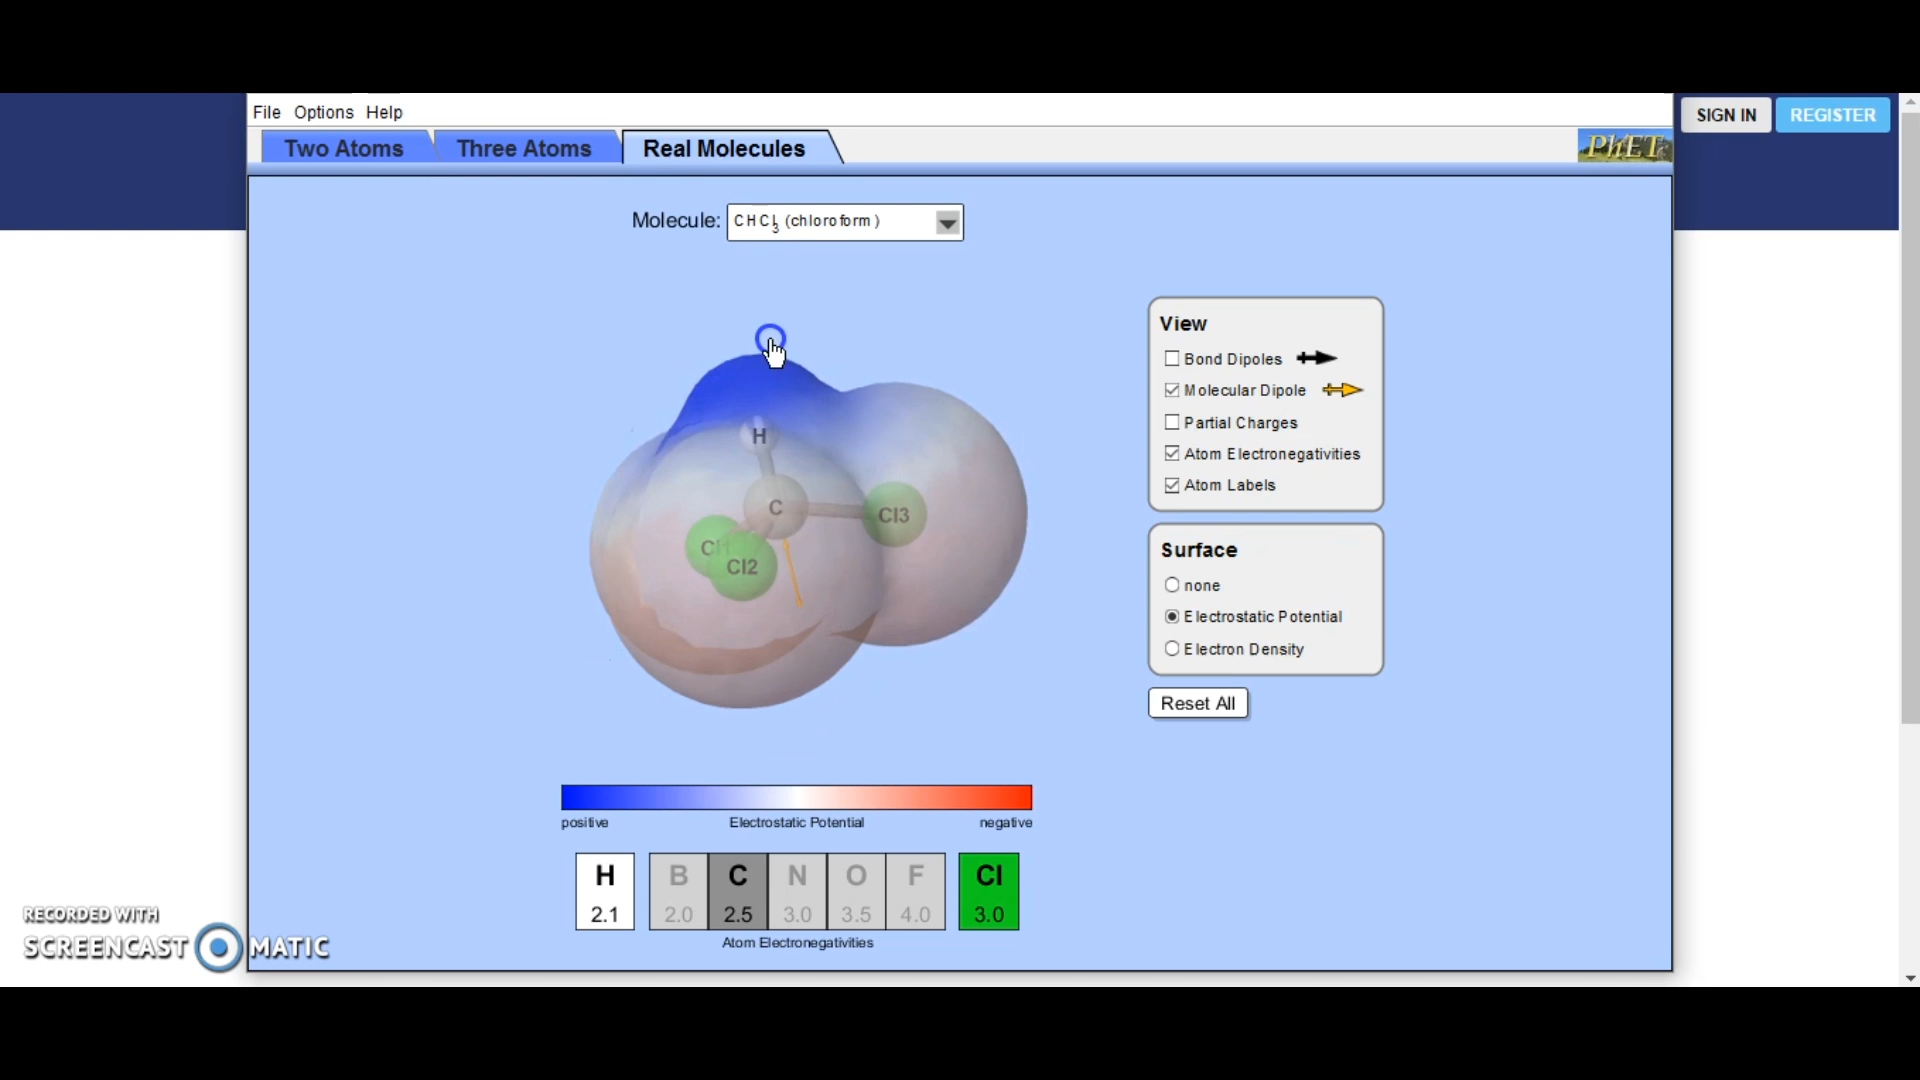 File Options Help
SIGN IN REGISTER
Two Atoms Three Atoms Real Molecules
PhET
Molecule: CHCl3 (chloroform)
View
Bond Dipoles
Molecular Dipole
Partial Charges
Atom Electronegativities
Atom Labels
H
C
Cl3
Cl2
Surface
none
Electrostatic Potential
Electron Density
Reset All
positive Electrostatic Potential negative
H B C N O F Cl
2.1 2.0 2.5 3.0 3.5 4.0 3.0
Atom Electronegativities
RECORDED WITH
SCREENCAST MATIC